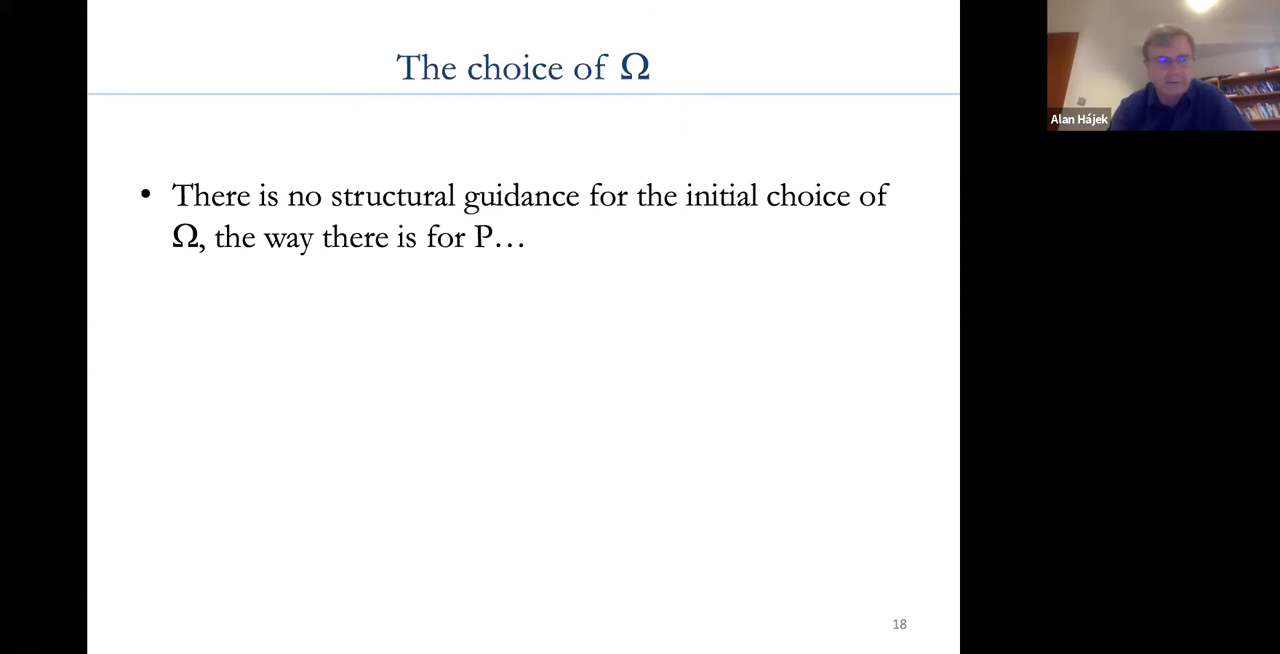 The choice of Ω
• There is no structural guidance for the initial choice of
Ω, the way there is for P…
18
Alan Hájek